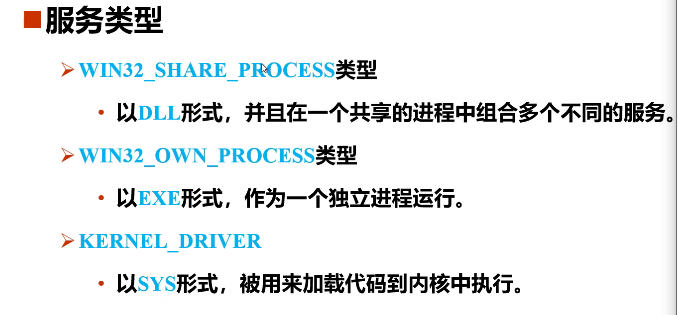 服务类型
WIN32_SHARE_PROCESS类型
以DLL形式，并且在一个共享的进程中组合多个不同的服务。
WIN32_OWN_PROCESS类型
以EXE形式，作为一个独立进程运行。
KERNEL_DRIVER
以SYS形式，被用来加载代码到内核中执行。